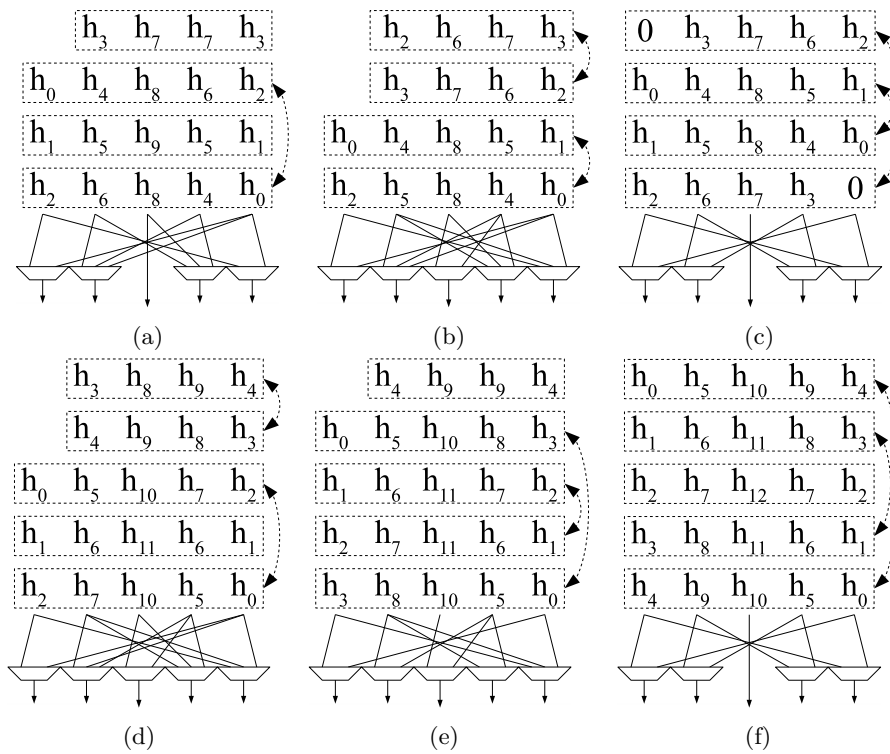 h₃ h₇ h₇ h₃
h₀ h₄ h₈ h₆ h₂
h₁ h₅ h₉ h₅ h₁
h₂ h₆ h₈ h₄ h₀
(a)
h₂ h₆ h₇ h₃
h₃ h₇ h₆ h₂
h₀ h₄ h₈ h₅ h₁
h₂ h₅ h₈ h₄ h₀
(b)
0 h₃ h₇ h₆ h₂
h₀ h₄ h₈ h₅ h₁
h₁ h₅ h₈ h₄ h₀
h₂ h₆ h₇ h₃ 0
(c)
h₃ h₈ h₉ h₄
h₄ h₉ h₈ h₃
h₀ h₅ h₁₀ h₇ h₂
h₁ h₆ h₁₁ h₆ h₁
h₂ h₇ h₁₀ h₅ h₀
(d)
h₄ h₉ h₉ h₄
h₀ h₅ h₁₀ h₈ h₃
h₁ h₆ h₁₁ h₇ h₂
h₂ h₇ h₁₁ h₆ h₁
h₃ h₈ h₁₀ h₅ h₀
(e)
h₀ h₅ h₁₀ h₉ h₄
h₁ h₆ h₁₁ h₈ h₃
h₂ h₇ h₁₂ h₇ h₂
h₃ h₈ h₁₁ h₆ h₁
h₄ h₉ h₁₀ h₅ h₀
(f)